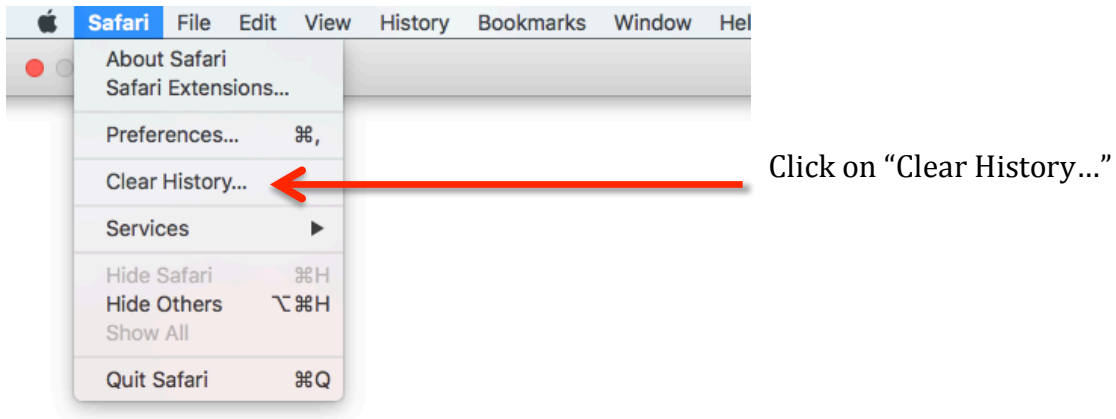 Safari File Edit View History Bookmarks Window Hel
About Safari
Safari Extensions...
Preferences... ⌘,
Clear History...
Click on “Clear History…”
Services ▶
Hide Safari ⌘H
Hide Others ⌥⌘H
Show All
Quit Safari ⌘Q